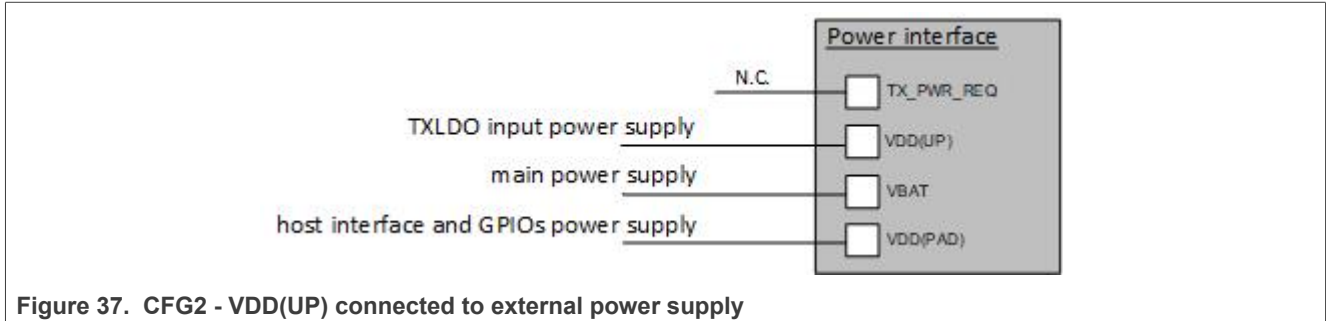 Power interface
N.C.
TX_PWR_REQ
TXLDO input power supply
VDD(UP)
main power supply
VBAT
host interface and GPIOs power supply
VDD(PAD)
Figure 37. CFG2 - VDD(UP) connected to external power supply